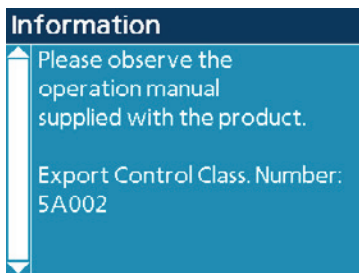 Information
Please observe the
operation manual
supplied with the product.
Export Control Class. Number:
5A002